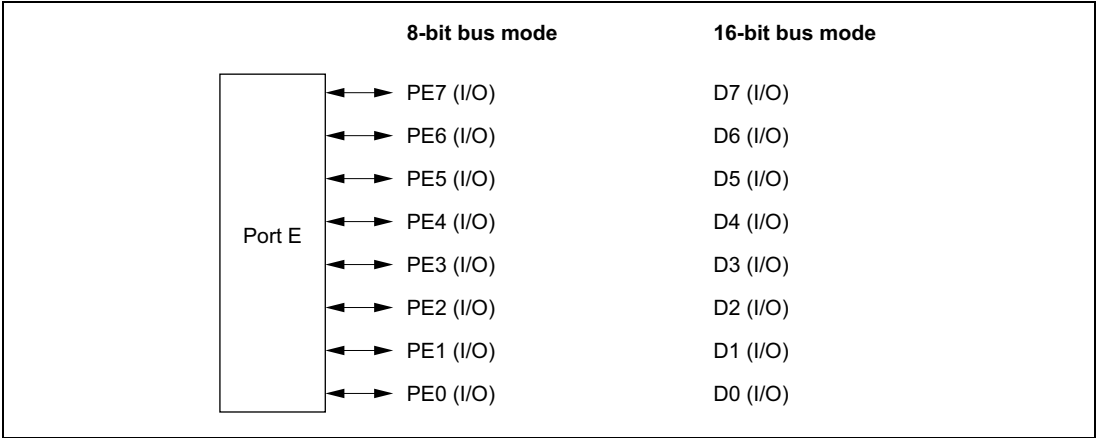 8-bit bus mode 16-bit bus mode
PE7 (I/O) D7 (I/O)
PE6 (I/O) D6 (I/O)
PE5 (I/O) D5 (I/O)
PE4 (I/O) D4 (I/O)
Port E
PE3 (I/O) D3 (I/O)
PE2 (I/O) D2 (I/O)
PE1 (I/O) D1 (I/O)
PE0 (I/O) D0 (I/O)